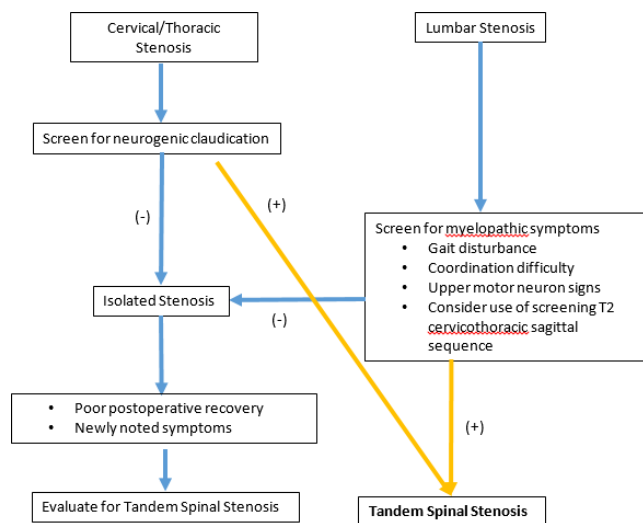 Cervical/Thoracic
Stenosis
Lumbar Stenosis
Screen for neurogenic claudication
(-)
(+)
Screen for myelopathic symptoms
• Gait disturbance
• Coordination difficulty
• Upper motor neuron signs
• Consider use of screening T2
cervicothoracic sagittal
sequence
Isolated Stenosis
(-)
• Poor postoperative recovery
• Newly noted symptoms
(+)
Evaluate for Tandem Spinal Stenosis
Tandem Spinal Stenosis